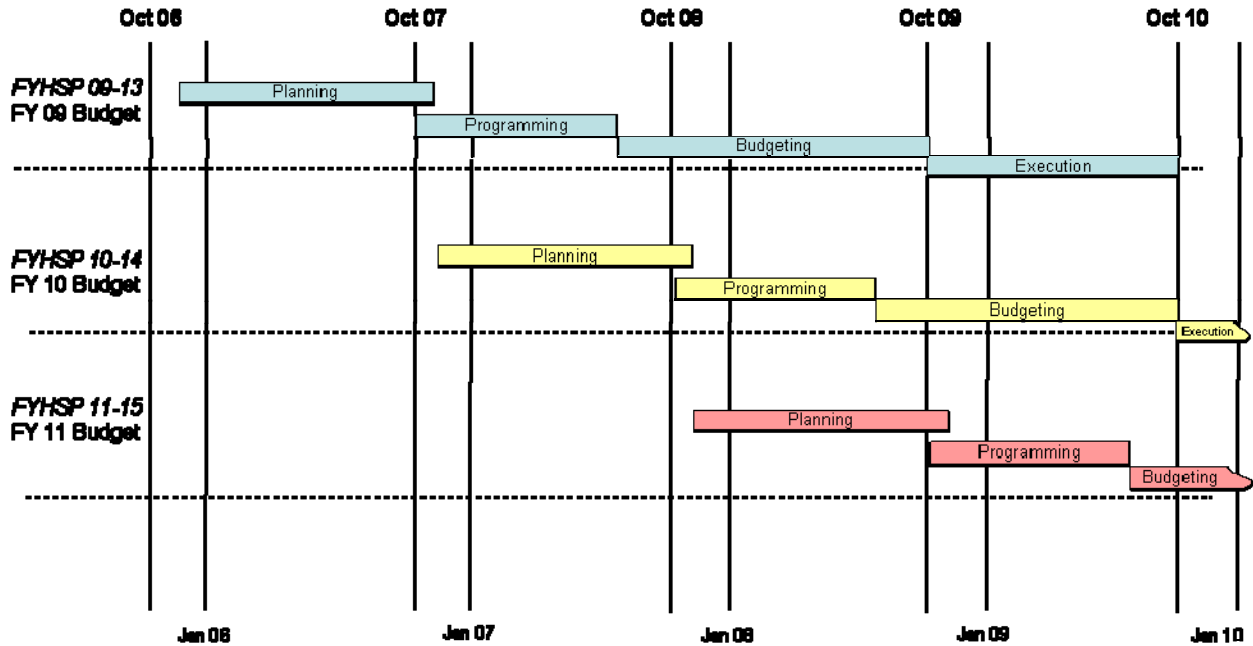 Oct 06 Oct 07 Oct 08 Oct 09 Oct 10
FYHSP 09-13
FY 09 Budget
Planning
Programming
Budgeting
Execution
FYHSP 10-14
FY 10 Budget
Planning
Programming
Budgeting
Execution
FYHSP 11-15
FY 11 Budget
Planning
Programming
Budgeting
Jan 06 Jan 07 Jan 08 Jan 09 Jan 10